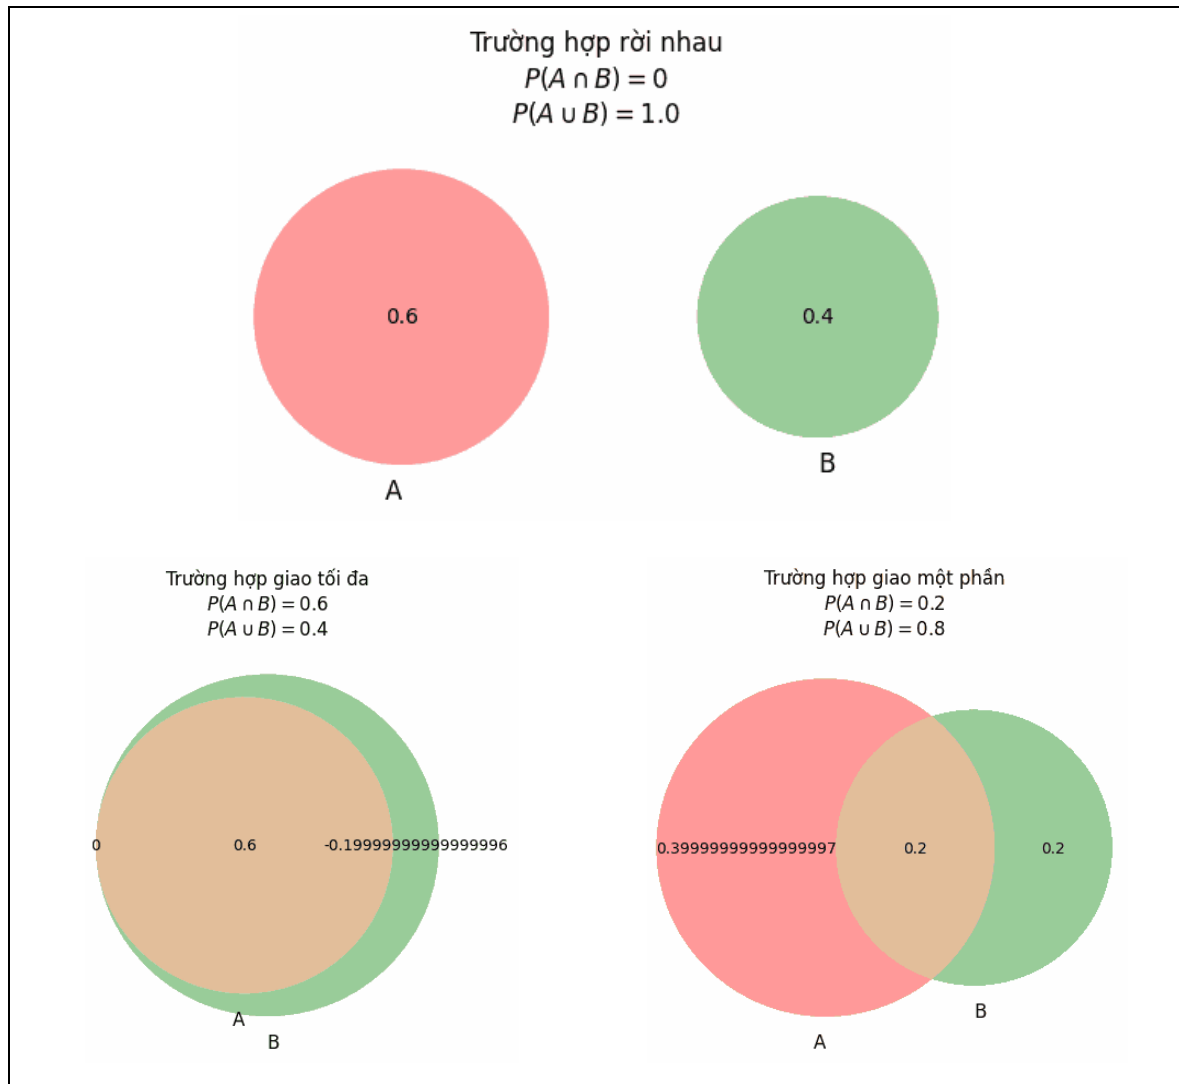 Trường hợp rời nhau
P(A ∩ B) = 0
P(A ∪ B) = 1.0
0.6
0.4
A
B
Trường hợp giao tối đa
P(A ∩ B) = 0.6
P(A ∪ B) = 0.4
0
0.6
-0.19999999999999996
A
B
Trường hợp giao một phần
P(A ∩ B) = 0.2
P(A ∪ B) = 0.8
0.39999999999999997
0.2
0.2
A
B